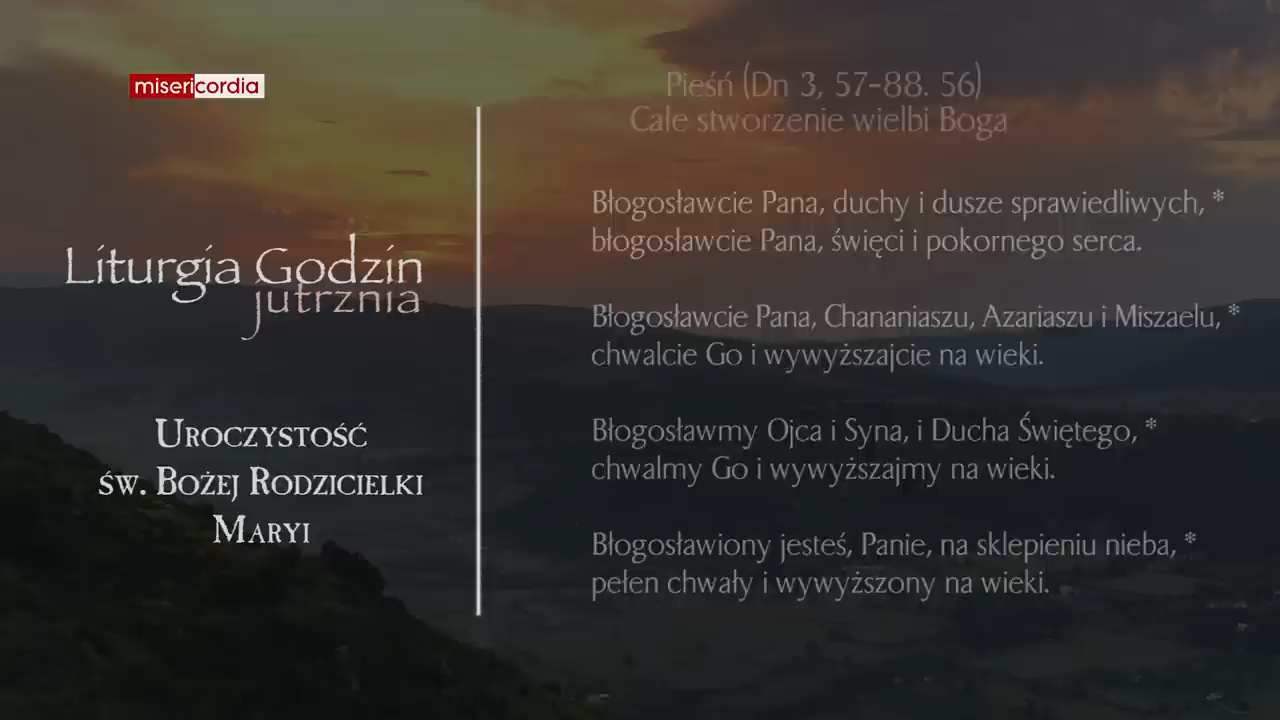 misericordia
Liturgia Godzin
jutrznia
Uroczystość
św. Bożej Rodzicielki
Maryi
Pieśń (Dn 3, 57-88. 56)
Całe stworzenie wielbi Boga
Błogosławcie Pana, duchy i dusze sprawiedliwych, *
błogosławcie Pana, święci i pokornego serca.
Błogosławcie Pana, Chananiaszu, Azariaszu i Miszaelu, *
chwalcie Go i wywyższajcie na wieki.
Błogosławmy Ojca i Syna, i Ducha Świętego, *
chwalmy Go i wywyższajmy na wieki.
Błogosławiony jesteś, Panie, na sklepieniu nieba, *
pełen chwały i wywyższony na wieki.